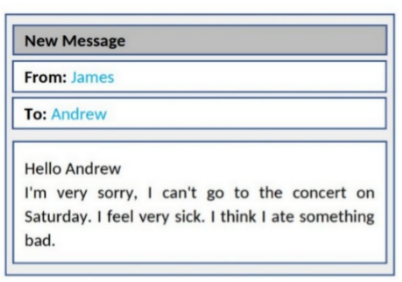 New Message
From: James
To: Andrew
Hello Andrew
I'm very sorry, I can't go to the concert on
Saturday. I feel very sick. I think I ate something
bad.